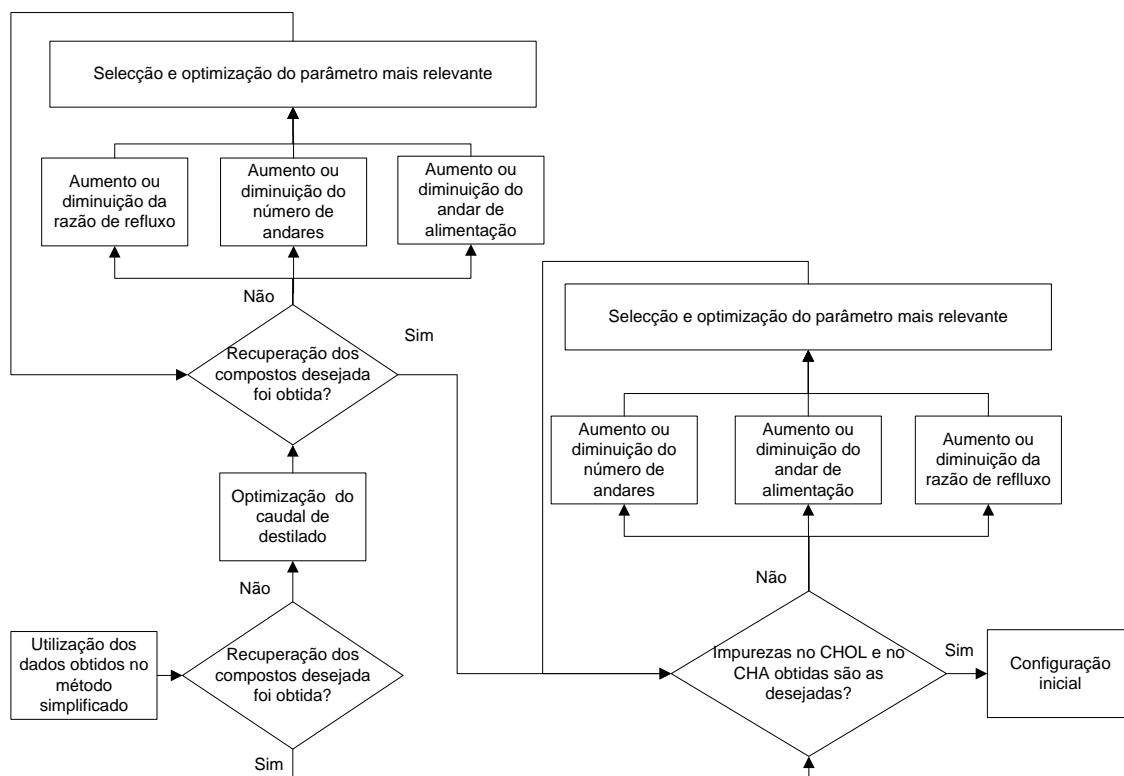 Selecção e optimização do parâmetro mais relevante
Aumento ou
diminuição da
razão de refluxo
Aumento ou
diminuição do
número de
andares
Aumento ou
diminuição do
andar de
alimentação
Não
Sim
Recuperação dos
compostos desejada
foi obtida?
Optimização do
caudal de
destilado
Não
Utilização dos
dados obtidos no
método
simplificado
Recuperação dos
compostos desejada
foi obtida?
Sim
Selecção e optimização do parâmetro mais relevante
Aumento ou
diminuição do
número de
andares
Aumento ou
diminuição do
andar de
alimentação
Aumento ou
diminuição da
razão de reflluxo
Não
Impurezas no CHOL e no
CHA obtidas são as
desejadas?
Sim
Configuração
inicial